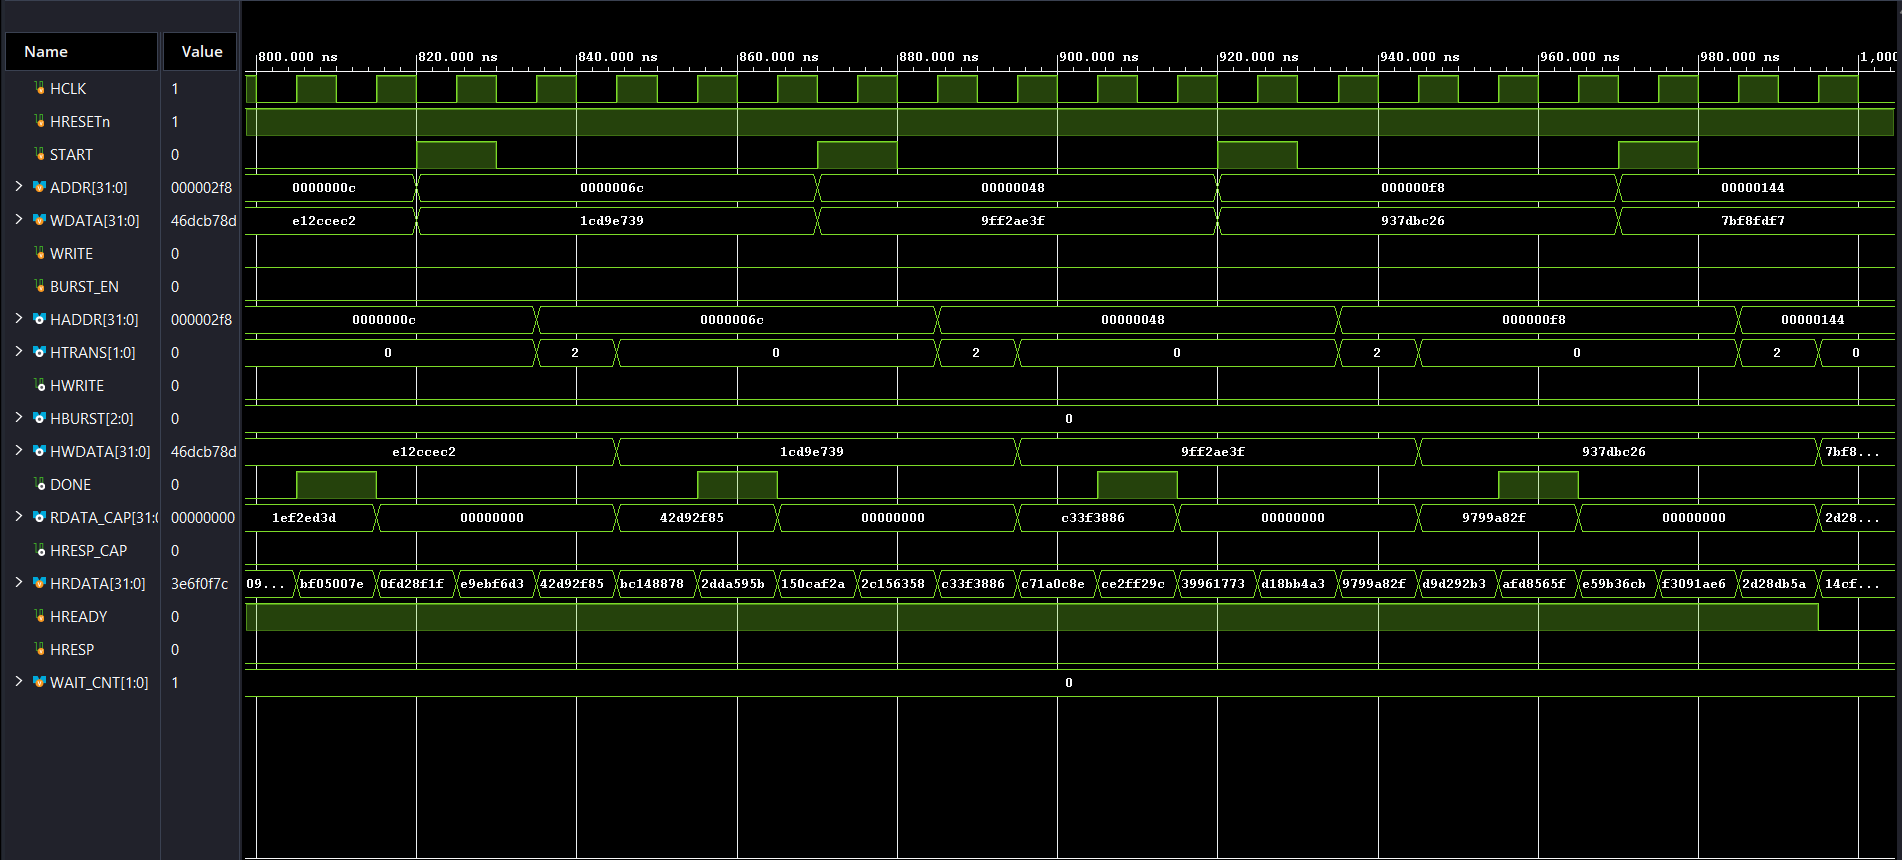 Name Value
800.000 ns 820.000 ns 840.000 ns 860.000 ns 880.000 ns 900.000 ns 920.000 ns 940.000 ns 960.000 ns 980.000 ns 1,000
HCLK 1
HRESETn 1
START 0
ADDR[31:0] 000002f8 0000000c 0000006c 00000048 000000f8 00000144
WDATA[31:0] 46dcb78d e12ccec2 1cd9e739 9ff2ae3f 937dbc26 7bf8fdf7
WRITE 0
BURST_EN 0
HADDR[31:0] 000002f8 0000000c 0000006c 00000048 000000f8 00000144
HTRANS[1:0] 0 0 2 0 2 0 2 0 2 0
HWRITE 0
HBURST[2:0] 0 0
HWDATA[31:0] 46dcb78d e12ccec2 1cd9e739 9ff2ae3f 937dbc26 7bf8...
DONE 0
RDATA_CAP[31:( 00000000 1ef2ed3d 00000000 42d92f85 00000000 c33f3886 00000000 9799a82f 00000000 2d28...
HRESP_CAP 0
HRDATA[31:0] 3e6f0f7c 09... bf05007e 0fd28f1f e9ebf6d3 42d92f85 bc148878 2dda595b 150caf2a 2c156358 c33f3886 c71a0c8e ce2ff29c 39961773 d18bb4a3 9799a82f d9d292b3 afd8565f e59b36cb f3091ae6 2d28db5a 14cf...
HREADY 0
HRESP 0
WAIT_CNT[1:0] 1 0